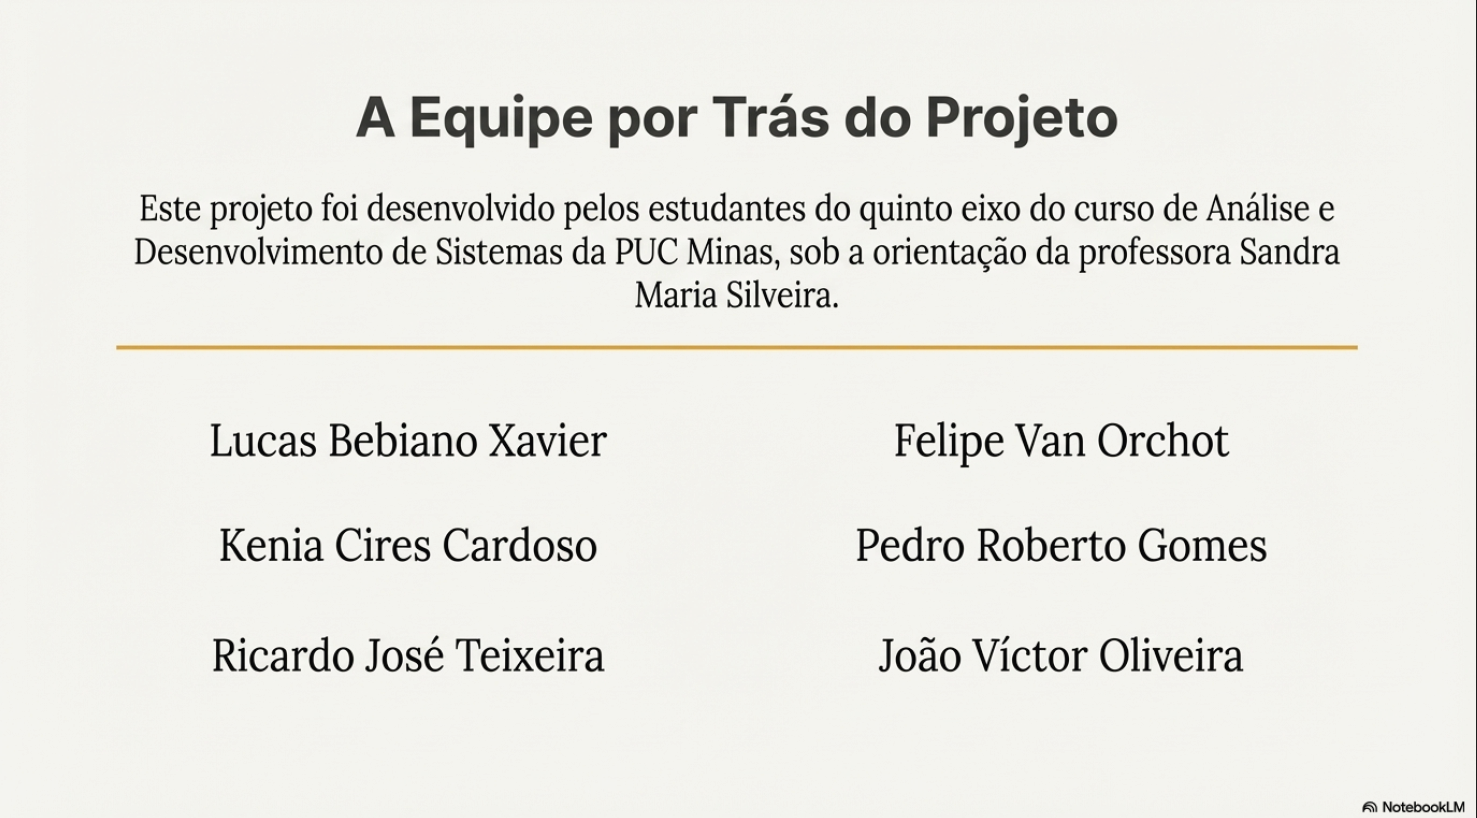 A Equipe por Trás do Projeto
Este projeto foi desenvolvido pelos estudantes do quinto eixo do curso de Análise e
Desenvolvimento de Sistemas da PUC Minas, sob a orientação da professora Sandra
Maria Silveira.
Lucas Bebiano Xavier
Felipe Van Orchot
Kenia Cires Cardoso
Pedro Roberto Gomes
Ricardo José Teixeira
João Víctor Oliveira
NotebookLM